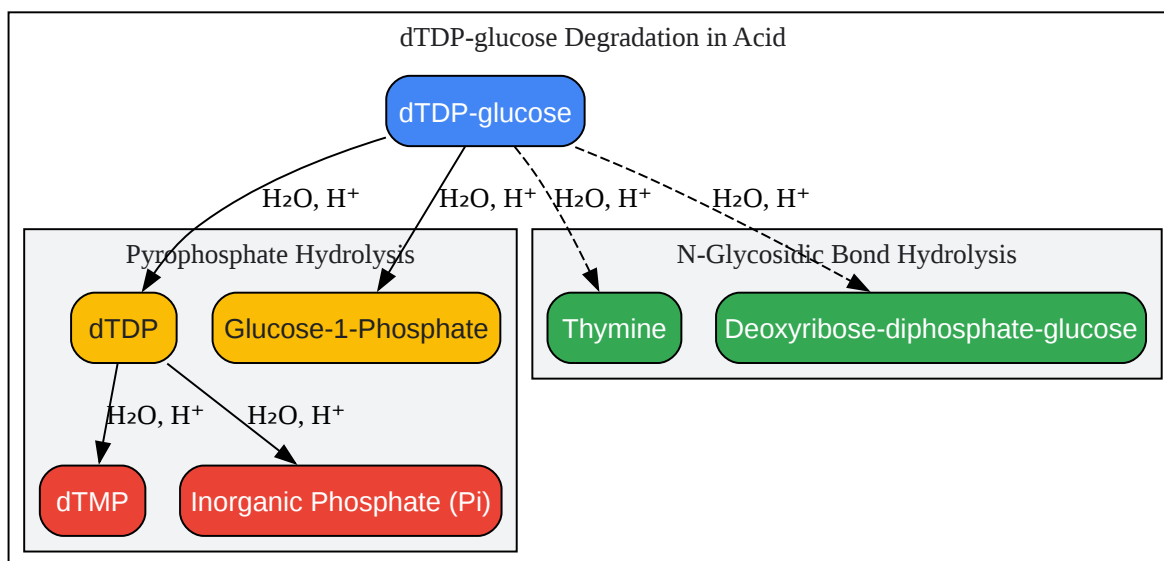 dTDP-glucose Degradation in Acid
dTDP-glucose
H₂O, H⁺
H₂O, H⁺
H₂O, H⁺
H₂O, H⁺
Pyrophosphate Hydrolysis
N-Glycosidic Bond Hydrolysis
dTDP
Glucose-1-Phosphate
Thymine
Deoxyribose-diphosphate-glucose
H₂O, H⁺
H₂O, H⁺
dTMP
Inorganic Phosphate (Pi)